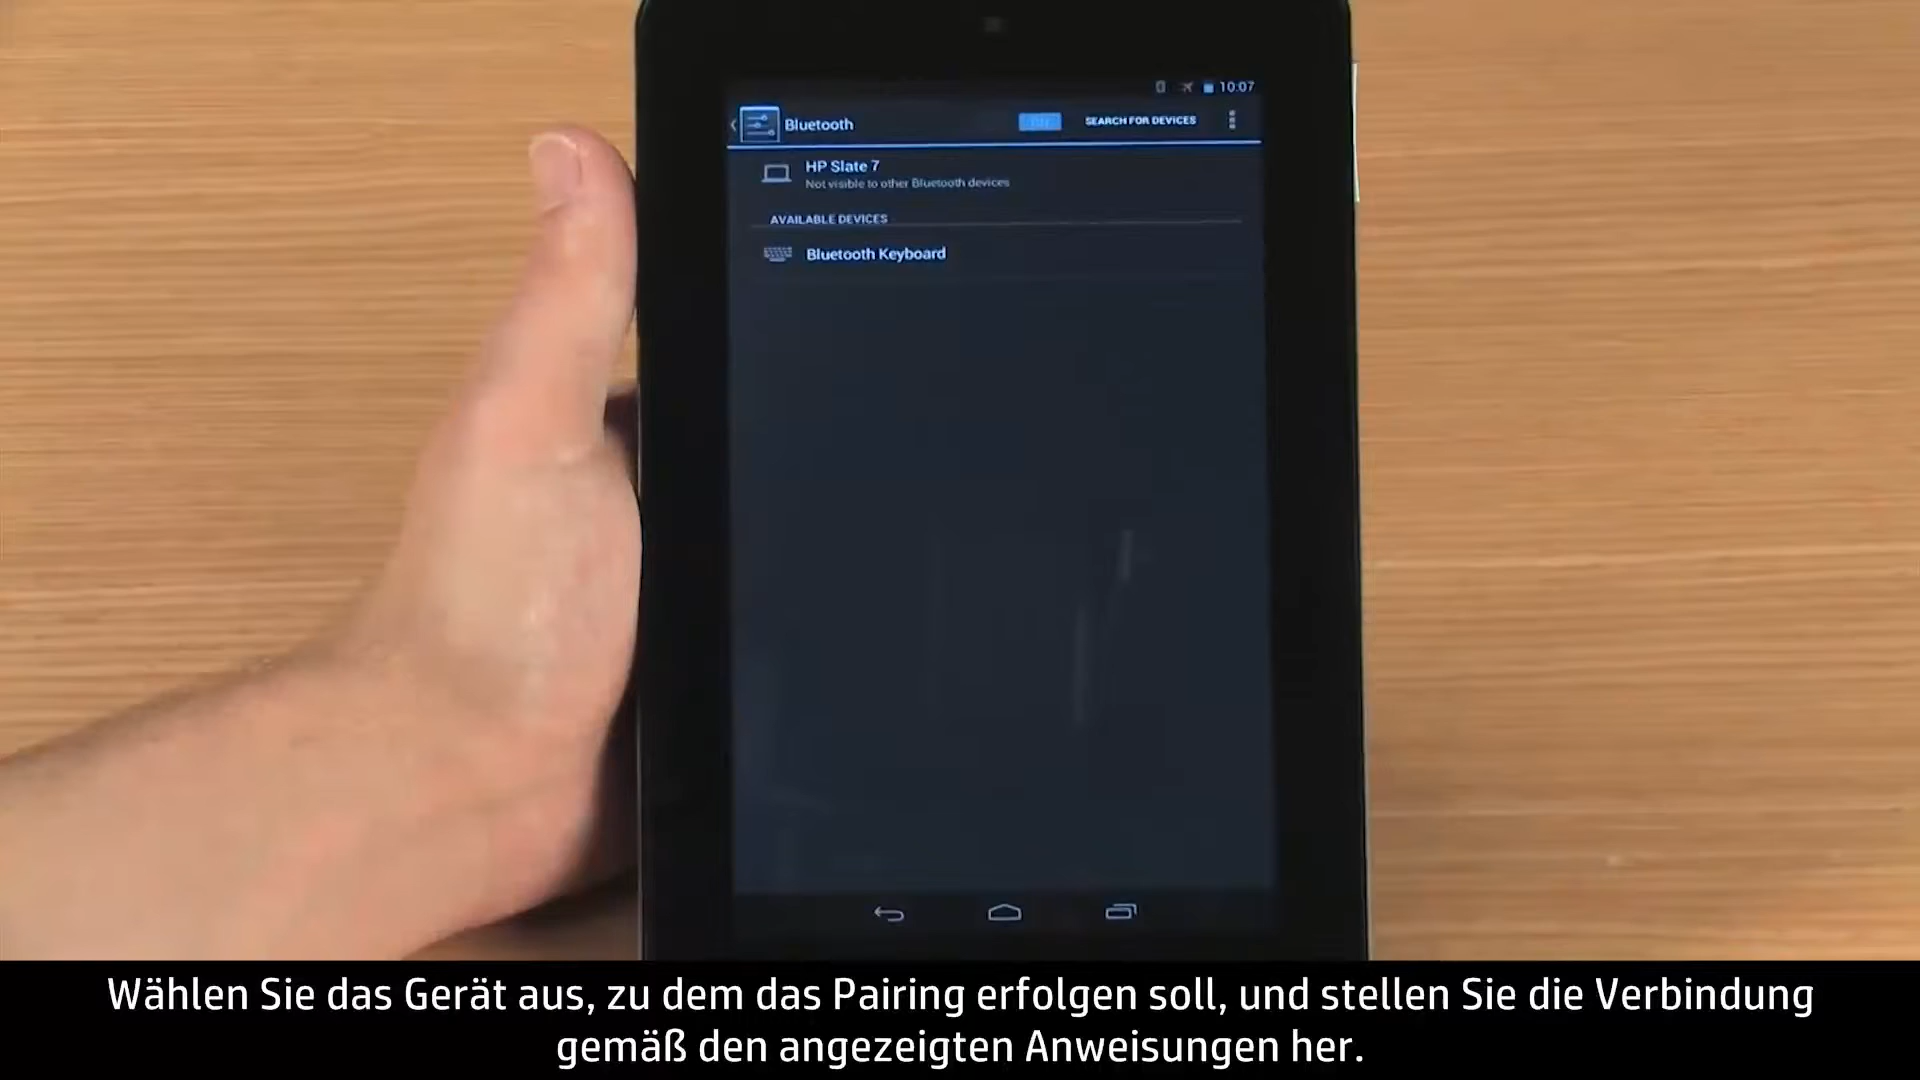 10:07
Bluetooth
SEARCH FOR DEVICES
HP Slate 7
Not visible to other Bluetooth devices
AVAILABLE DEVICES
Bluetooth Keyboard
Wählen Sie das Gerät aus, zu dem das Pairing erfolgen soll, und stellen Sie die Verbindung
gemäß den angezeigten Anweisungen her.